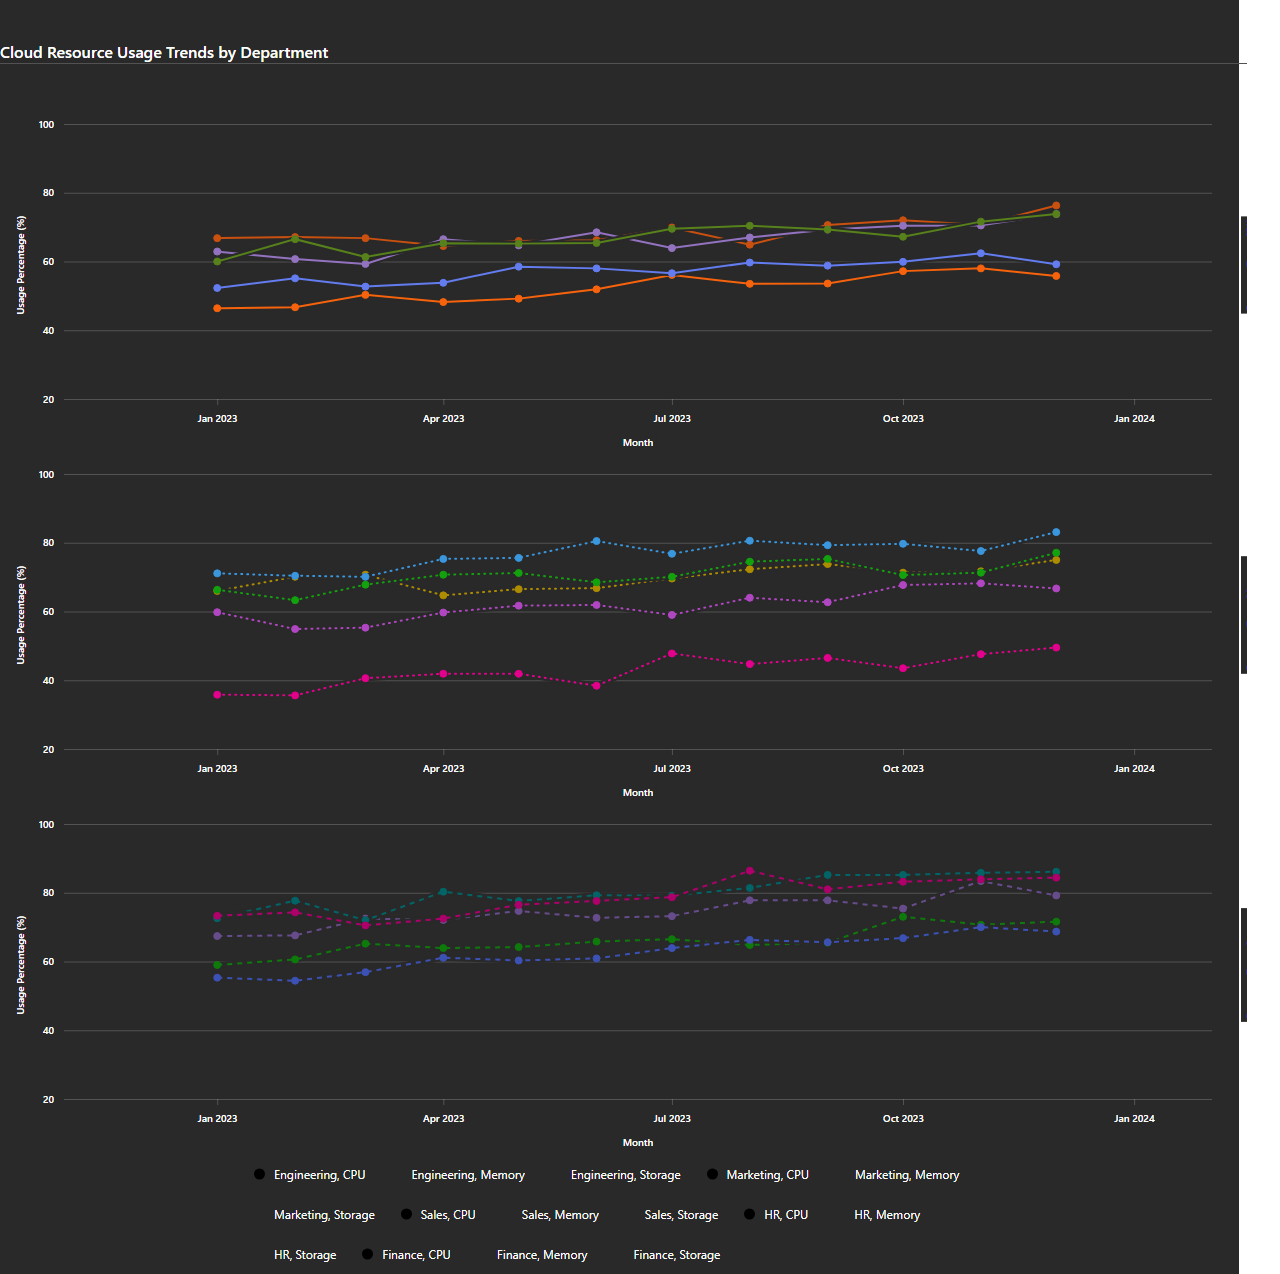 Cloud Resource Usage Trends by Department
100
80
60
40
20
Usage Percentage (%)
Jan 2023 Apr 2023 Jul 2023 Oct 2023 Jan 2024
Month
100
80
60
40
20
Usage Percentage (%)
Jan 2023 Apr 2023 Jul 2023 Oct 2023 Jan 2024
Month
100
80
60
40
20
Usage Percentage (%)
Jan 2023 Apr 2023 Jul 2023 Oct 2023 Jan 2024
Month
Engineering, CPU Engineering, Memory Engineering, Storage Marketing, CPU Marketing, Memory
Marketing, Storage Sales, CPU Sales, Memory Sales, Storage HR, CPU HR, Memory
HR, Storage Finance, CPU Finance, Memory Finance, Storage